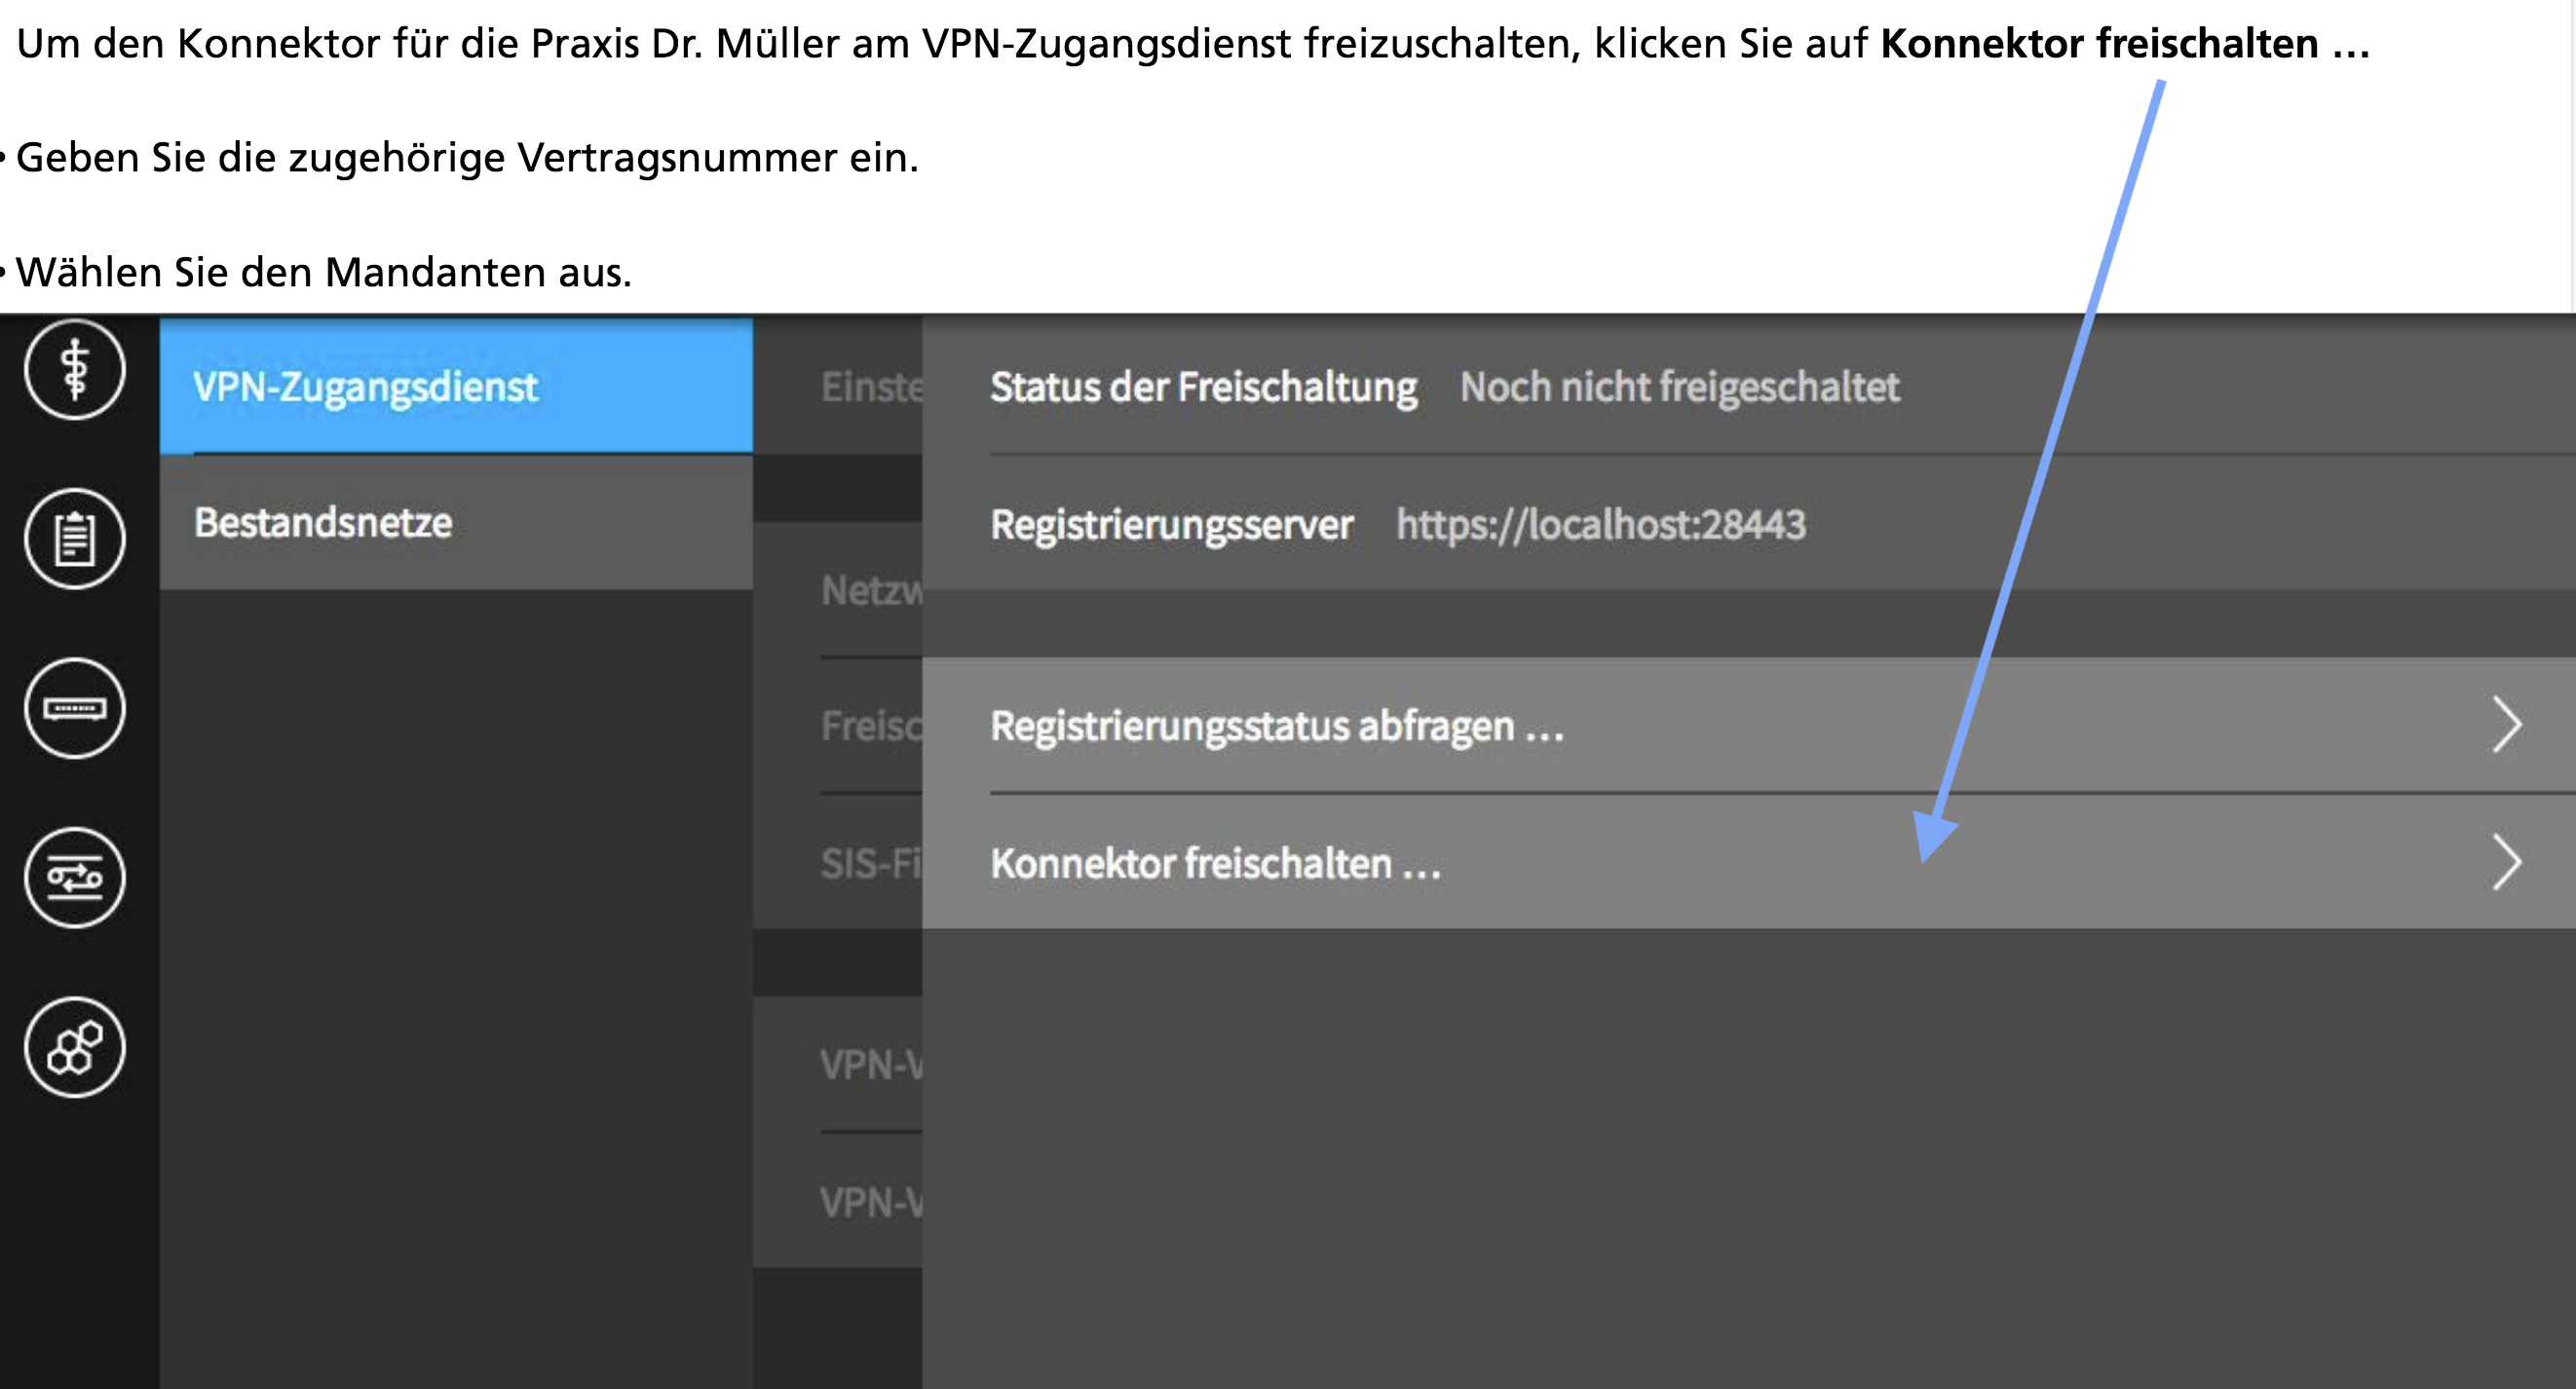 Um den Konnektor für die Praxis Dr. Müller am VPN-Zugangsdienst freizuschalten, klicken Sie auf Konnektor freischalten ...
• Geben Sie die zugehörige Vertragsnummer ein.
• Wählen Sie den Mandanten aus.
VPN-Zugangsdienst
Bestandsnetze
Einste
Netzw
Freisc
SIS-Fi
VPN-V
VPN-V
Status der Freischaltung Noch nicht freigeschaltet
Registrierungsserver https://localhost:28443
Registrierungsstatus abfragen ...
Konnektor freischalten ...